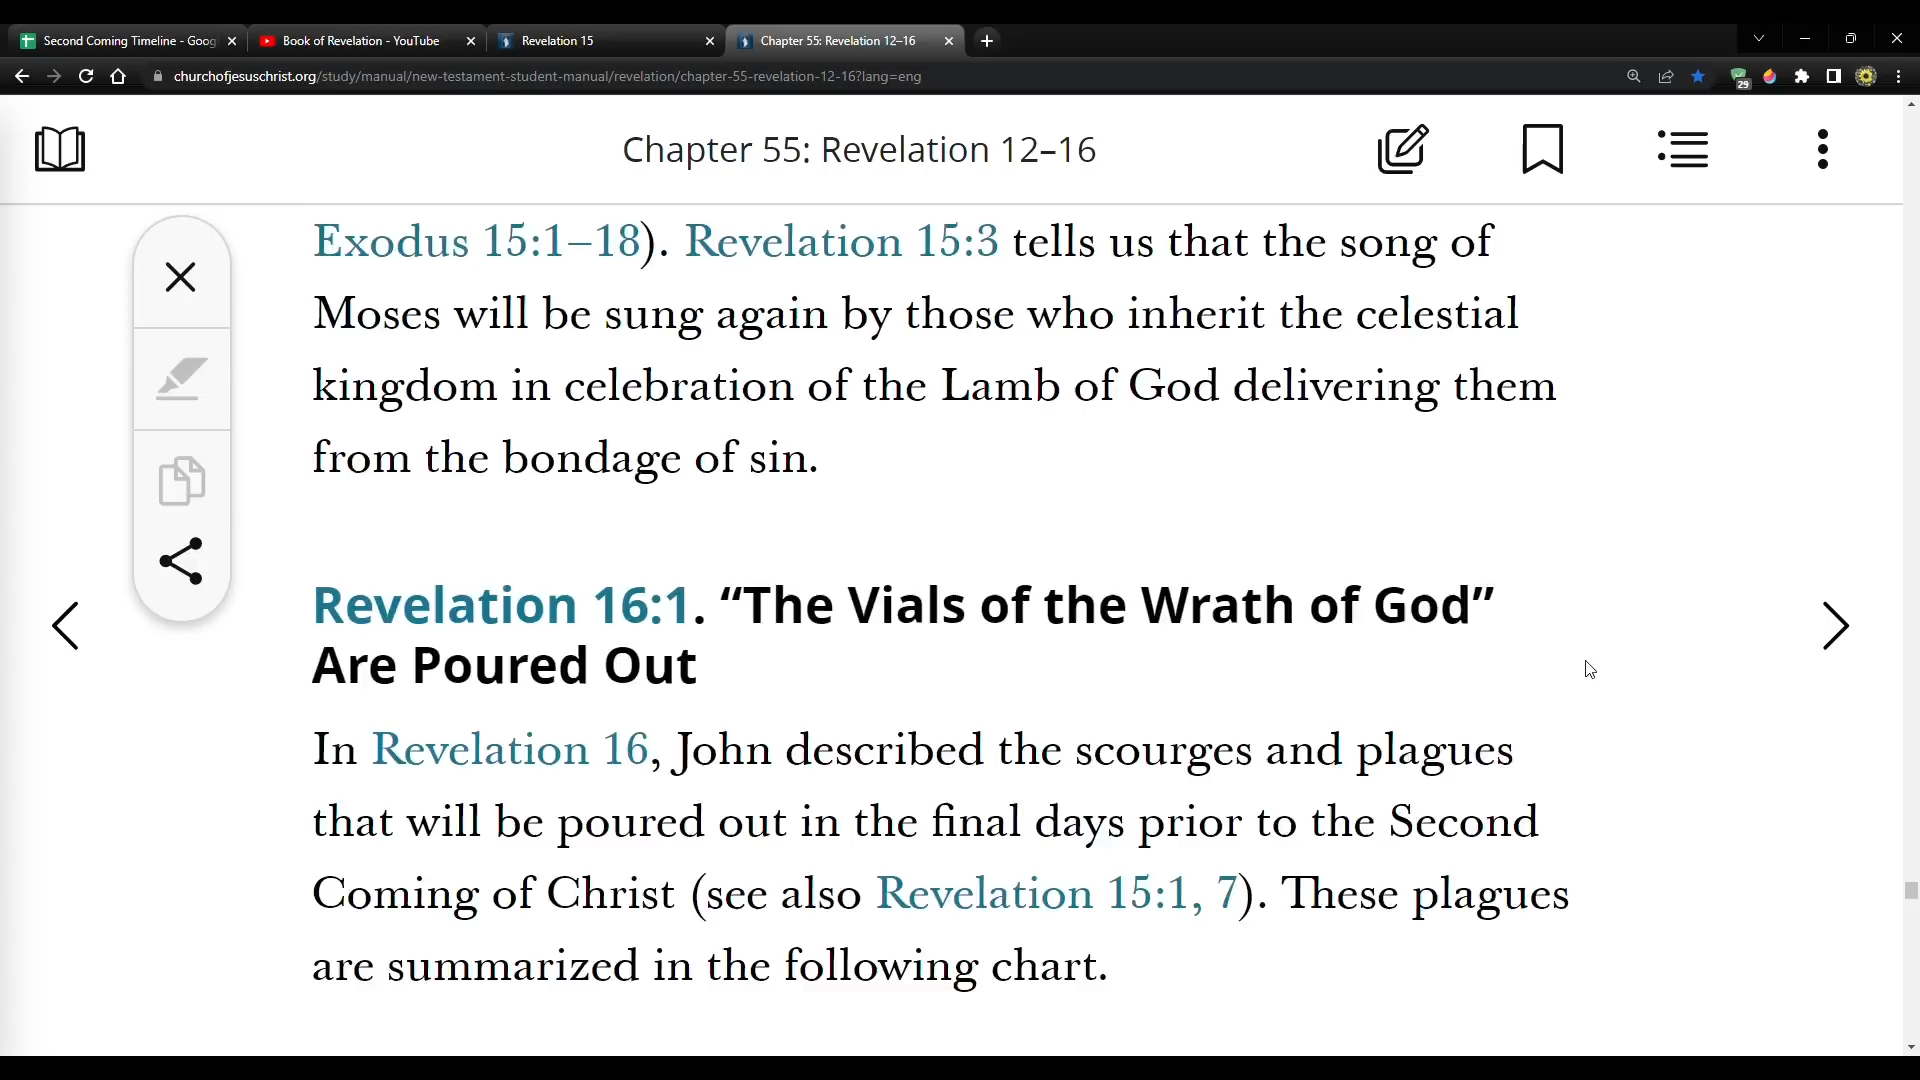 Second Coming Timeline - Goog
Book of Revelation - YouTube
Revelation 15
Chapter 55: Revelation 12–16
churchofjesuschrist.org/study/manual/new-testament-student-manual/revelation/chapter-55-revelation-12-16?lang=eng
29
Chapter 55: Revelation 12–16
Exodus 15:1–18). Revelation 15:3 tells us that the song of
Moses will be sung again by those who inherit the celestial
kingdom in celebration of the Lamb of God delivering them
from the bondage of sin.
Revelation 16:1. “The Vials of the Wrath of God”
Are Poured Out
In Revelation 16, John described the scourges and plagues
that will be poured out in the final days prior to the Second
Coming of Christ (see also Revelation 15:1, 7). These plagues
are summarized in the following chart.